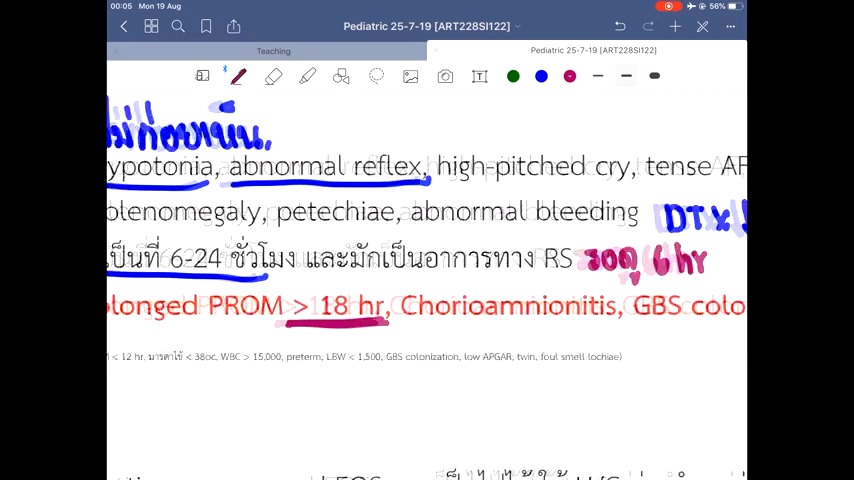 00:05 Mon 19 Aug
56%
Pediatric 25-7-19 [ART228SI122]
Teaching
Pediatric 25-7-19 [ART228SI122]
ypotonia, abnormal reflex, high-pitched cry, tense AF
olenomegaly, petechiae, abnormal bleeding DTX
เป็นที่ 6-24 ชั่วโมง และมักเป็นอาการทาง RS รอดู 6 hr
olonged PROM > 18 hr, Chorioamnionitis, GBS colo
< 12 hr, มารดาไข้ < 38oc, WBC > 15,000, preterm, LBW < 1,500, GBS colonization, low APGAR, twin, foul smell lochiae)